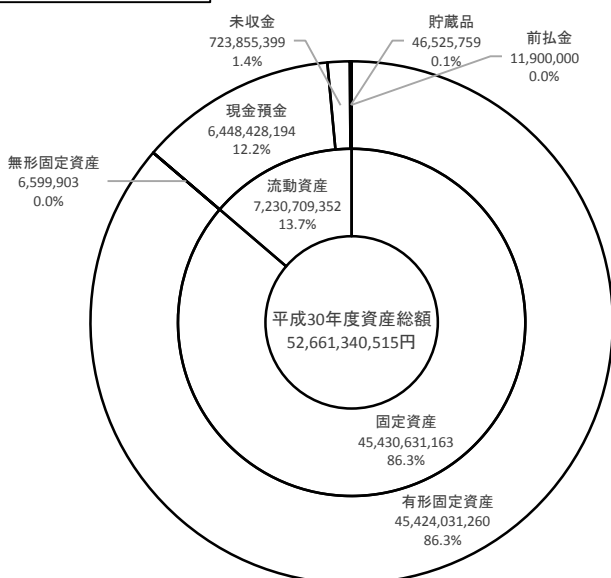 未収金
723,855,399
1.4%
貯蔵品
46,525,759
0.1%
前払金
11,900,000
0.0%
現金預金
6,448,428,194
12.2%
無形固定資産
6,599,903
0.0%
流動資産
7,230,709,352
13.7%
平成30年度資産総額
52,661,340,515円
固定資産
45,430,631,163
86.3%
有形固定資産
45,424,031,260
86.3%